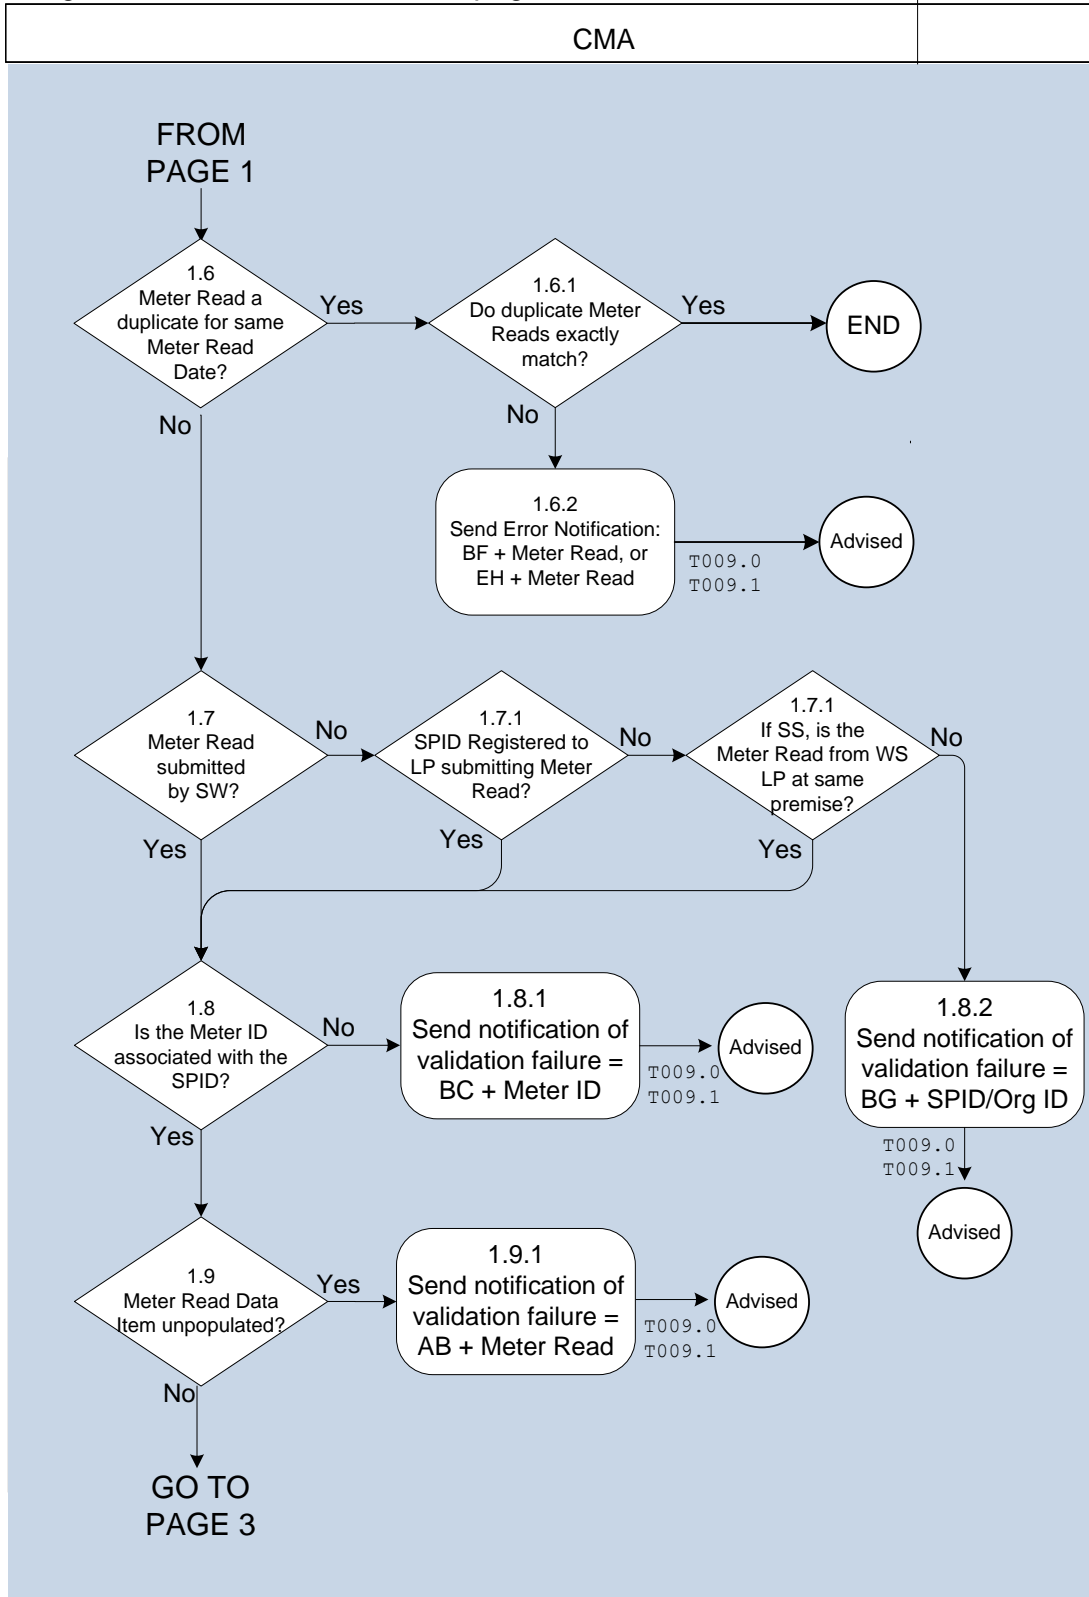 CMA
FROM
PAGE 1
1.6
Meter Read a
duplicate for same
Meter Read
Date?
Yes
1.6.1
Do duplicate Meter
Reads exactly
match?
Yes
END
No
No
1.6.2
Send Error Notification:
BF + Meter Read, or
EH + Meter Read
T009.0
T009.1
Advised
1.7
Meter Read
submitted
by SW?
No
1.7.1
SPID Registered to
LP submitting Meter
Read?
No
1.7.1
If SS, is the
Meter Read from WS
LP at same
premise?
No
Yes
Yes
Yes
1.8
Is the Meter ID
associated with the
SPID?
No
1.8.1
Send notification of
validation failure =
BC + Meter ID
T009.0
T009.1
Advised
1.8.2
Send notification of
validation failure =
BG + SPID/Org ID
T009.0
T009.1
Advised
Yes
1.9
Meter Read Data
Item unpopulated?
Yes
1.9.1
Send notification of
validation failure =
AB + Meter Read
T009.0
T009.1
Advised
No
GO TO
PAGE 3